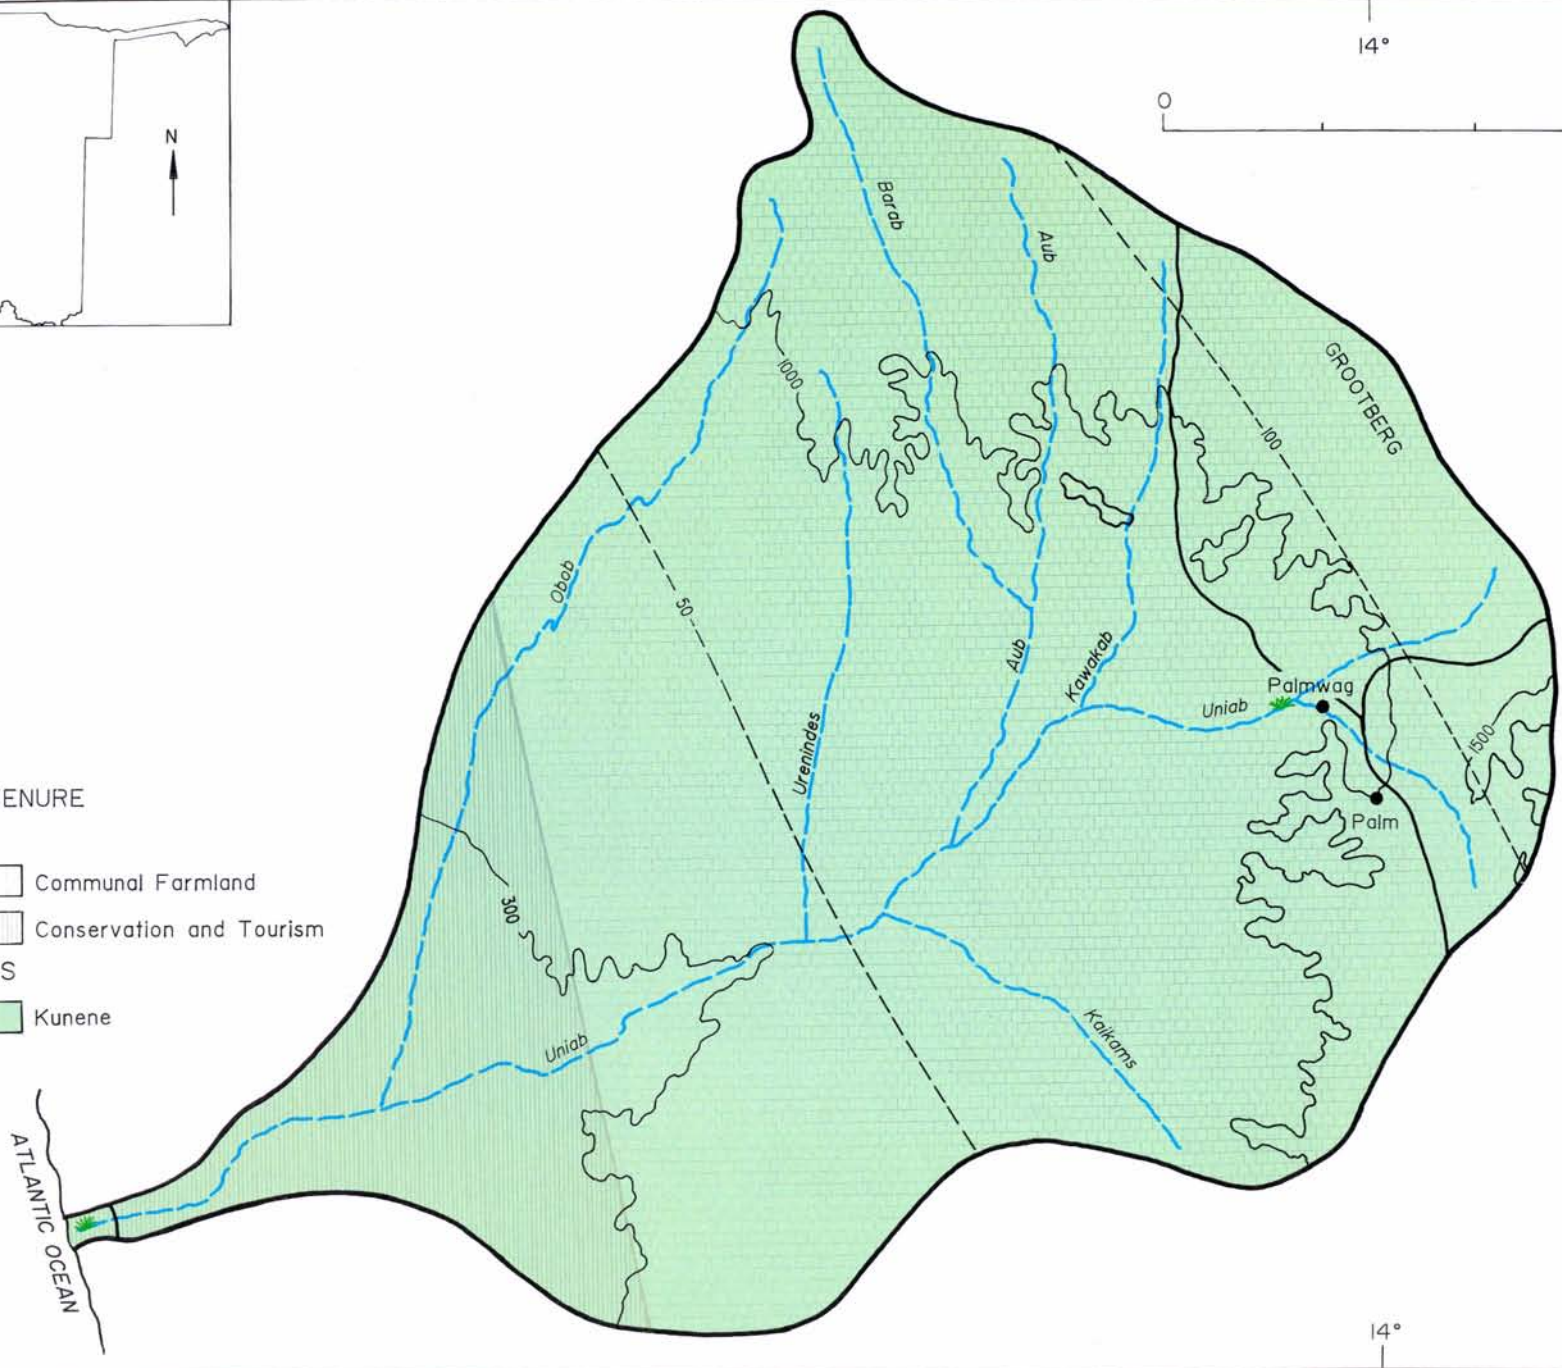 14°
0
N
Barab
Aub
GROOTBERG
1000
100
Obob
50
Aub
Kawakab
Palmwag
Uniab
Urenindes
1500
Palm
ENURE
Communal Farmland
Conservation and Tourism
S
Kunene
300
Uniab
Kaikams
ATLANTIC OCEAN
14°